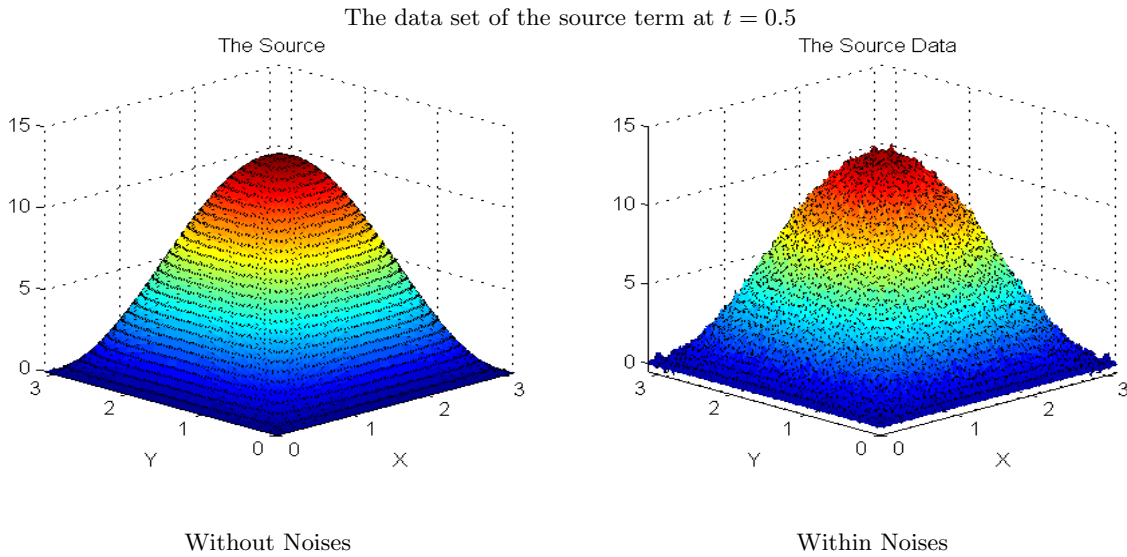 The data set of the source term at t = 0.5
The Source
15
10
5
0
3
2
1
0
0
1
2
3
Y
X
The Source Data
15
10
5
0
3
2
1
0
0
1
2
3
Y
X
Without Noises
Within Noises